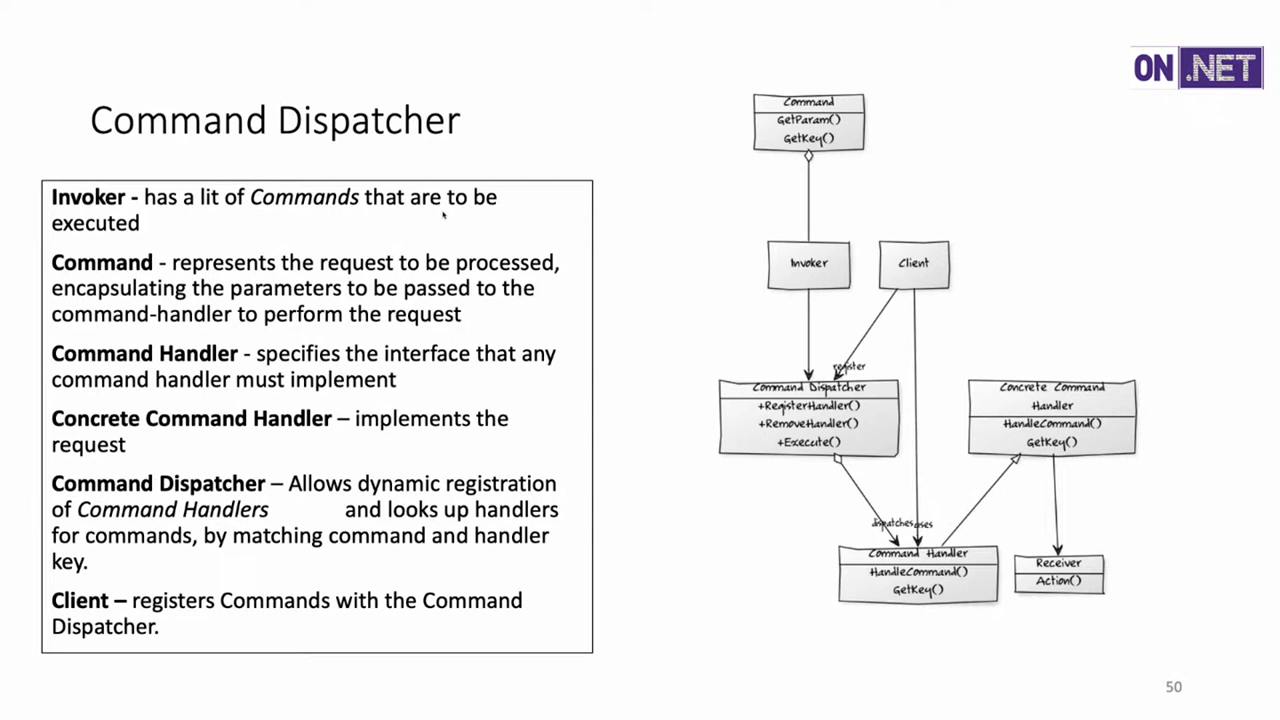 ON .NET
Command Dispatcher
Invoker - has a lit of Commands that are to be
executed
Command - represents the request to be processed,
encapsulating the parameters to be passed to the
command-handler to perform the request
Command Handler - specifies the interface that any
command handler must implement
Concrete Command Handler – implements the
request
Command Dispatcher – Allows dynamic registration
of Command Handlers and looks up handlers
for commands, by matching command and handler
key.
Client – registers Commands with the Command
Dispatcher.
Command
GetParam()
GetKey()
Invoker
Client
register
Command Dispatcher
+RegisterHandler()
+RemoveHandler()
+Execute()
Concrete Command
Handler
HandleCommand()
GetKey()
dispatches
uses
Command Handler
HandleCommand()
GetKey()
Receiver
Action()
50